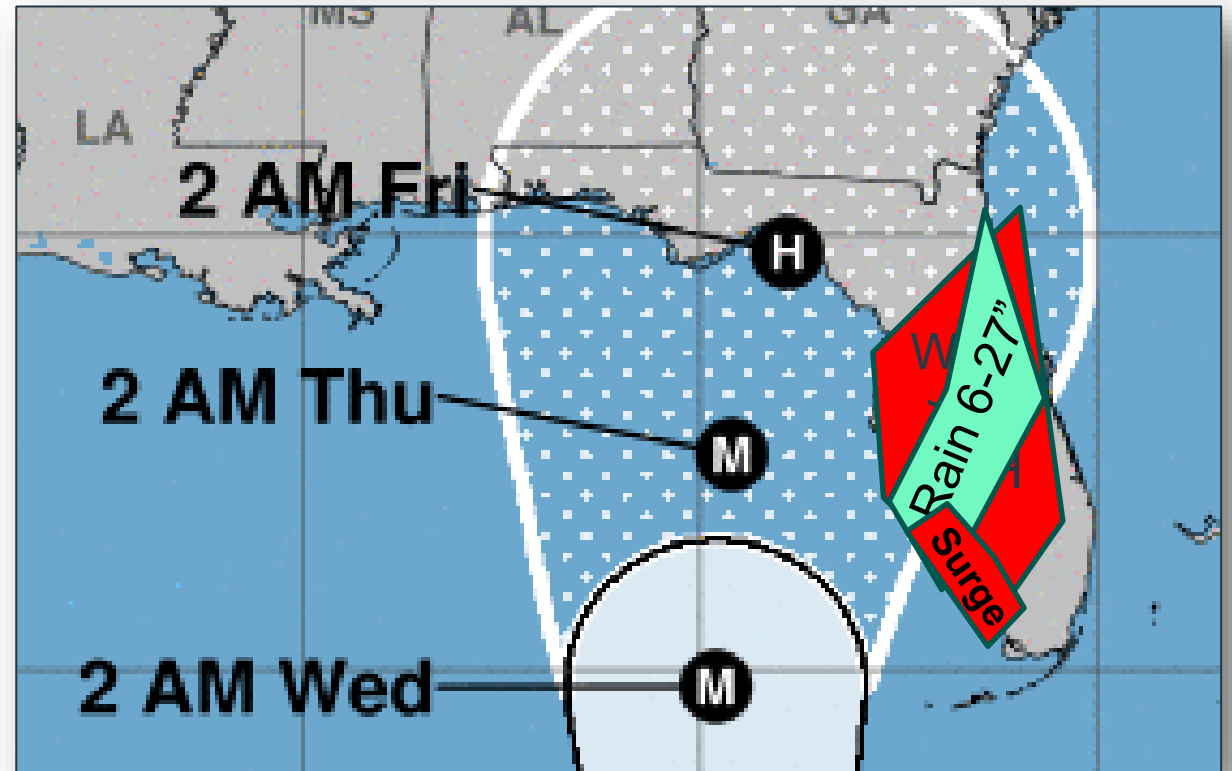 MS
AL
GA
LA
2 AM Fri
H
W
Rain 6-27”
2 AM Thu
M
Surge
2 AM Wed
M